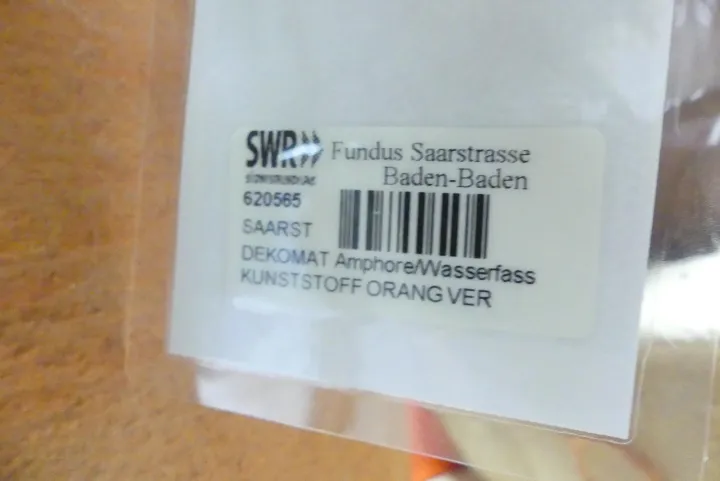 SWR Fundus Saarstrasse
Baden-Baden
620565
SAARST
DEKOMAT Amphore/Wasserfass
KUNSTSTOFF ORANG VER